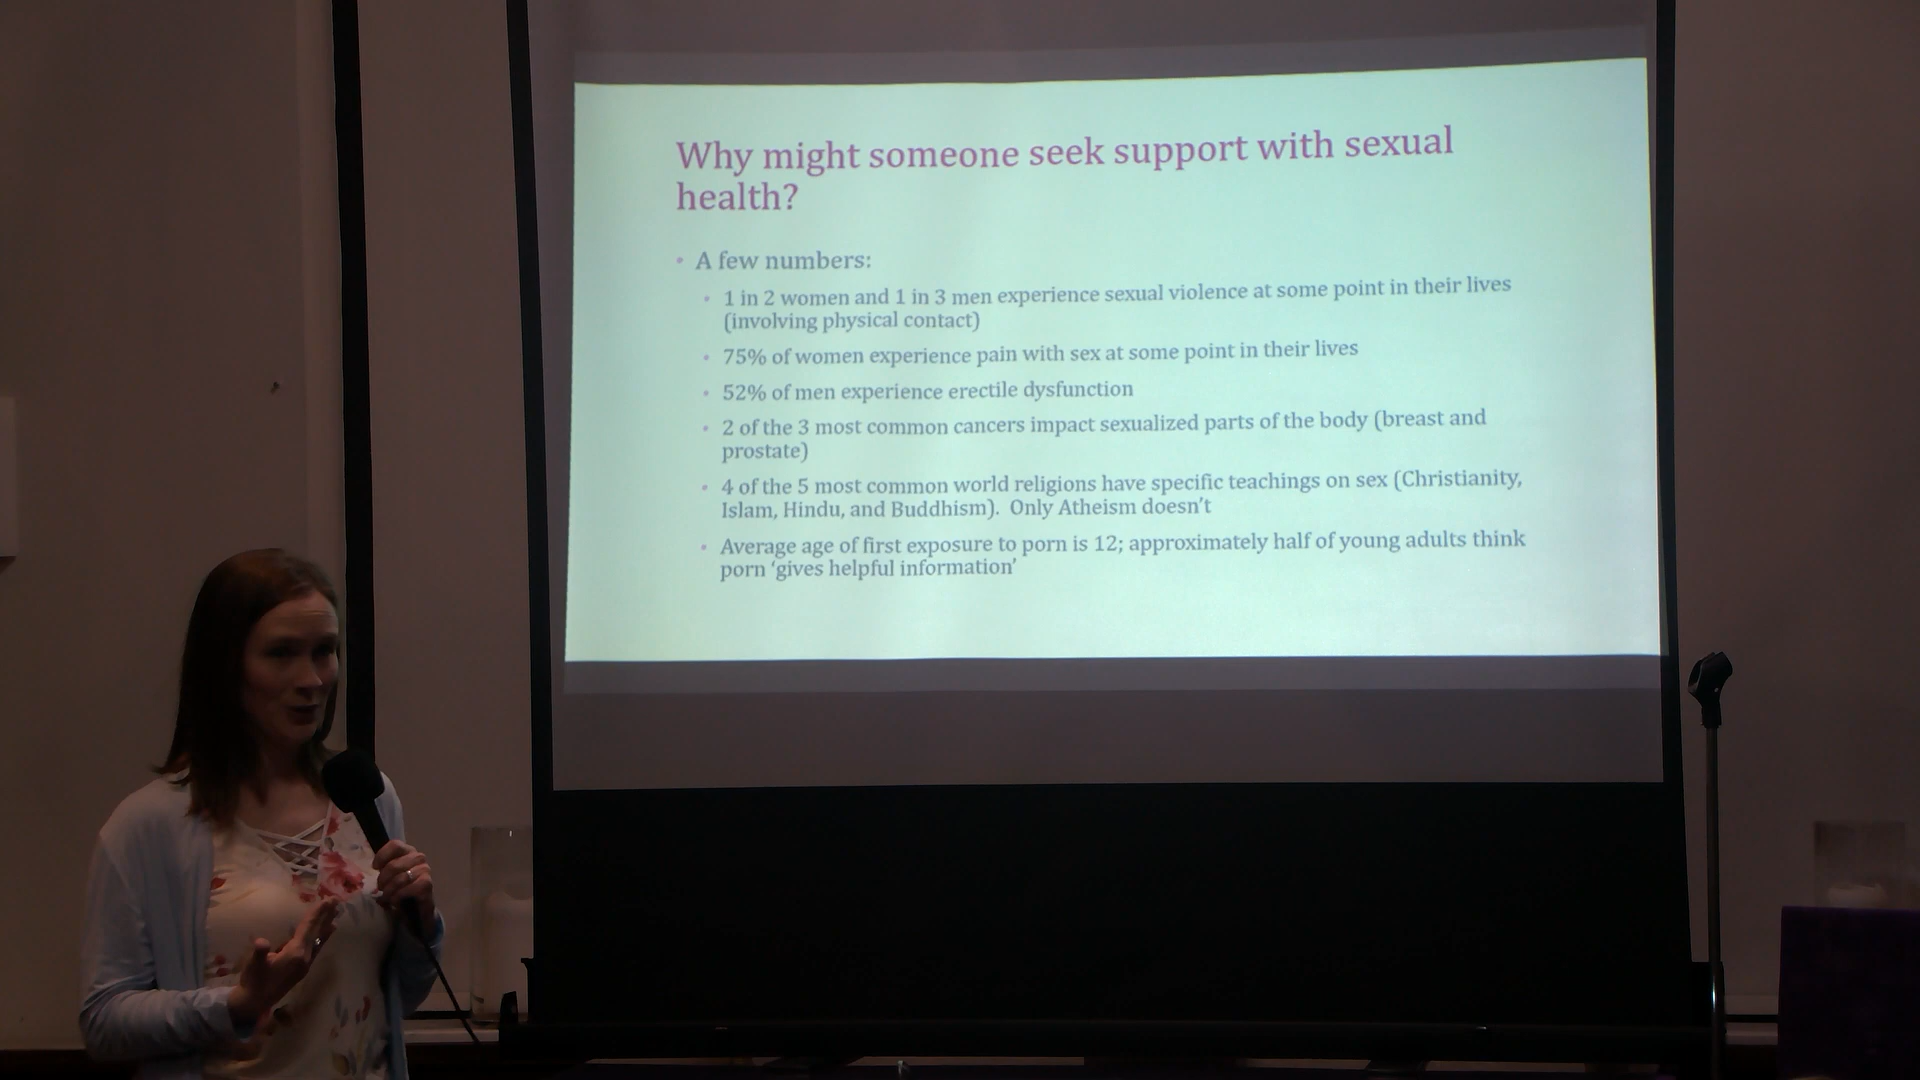 Why might someone seek support with sexual
health?
• A few numbers:
• 1 in 2 women and 1 in 3 men experience sexual violence at some point in their lives
(involving physical contact)
• 75% of women experience pain with sex at some point in their lives
• 52% of men experience erectile dysfunction
• 2 of the 3 most common cancers impact sexualized parts of the body (breast and
prostate)
• 4 of the 5 most common world religions have specific teachings on sex (Christianity,
Islam, Hindu, and Buddhism).  Only Atheism doesn't
• Average age of first exposure to porn is 12; approximately half of young adults think
porn 'gives helpful information'